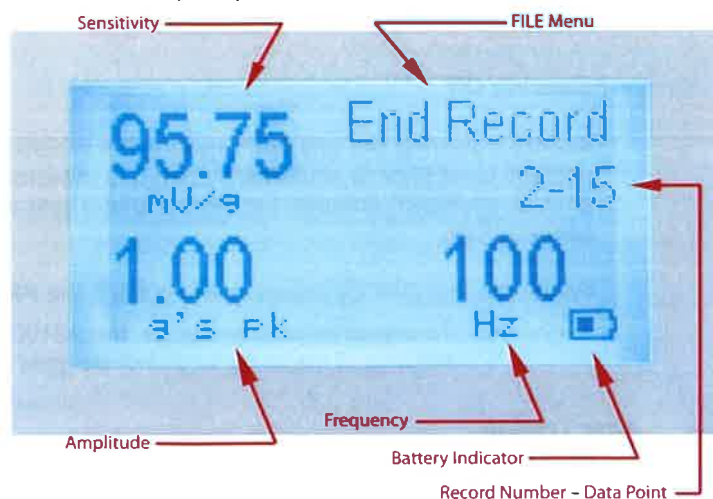 Sensitivity
FILE Menu
95.75
End Record
mV/g
2-15
1.00
100
g's pk
Hz
Frequency
Amplitude
Battery Indicator
Record Number – Data Point